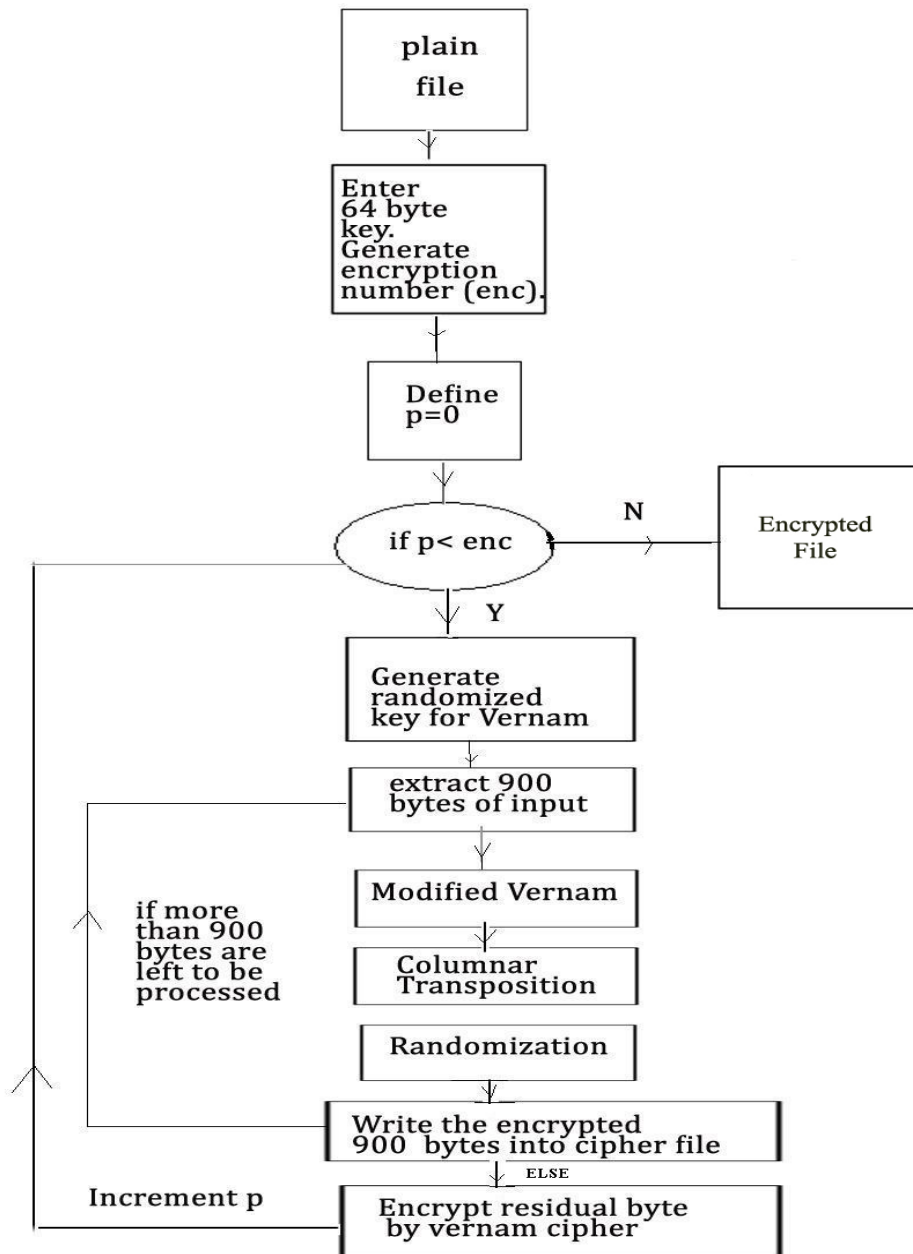 plain
file
Enter
64 byte
key.
Generate
encryption
number (enc).
Define
p=0
if p< enc
N
Encrypted
File
Y
Generate
randomized
key for Vernam
extract 900
bytes of input
Modified Vernam
if more
than 900
bytes are
left to be
processed
Columnar
Transposition
Randomization
Write the encrypted
900 bytes into cipher file
ELSE
Increment p
Encrypt residual byte
by vernam cipher